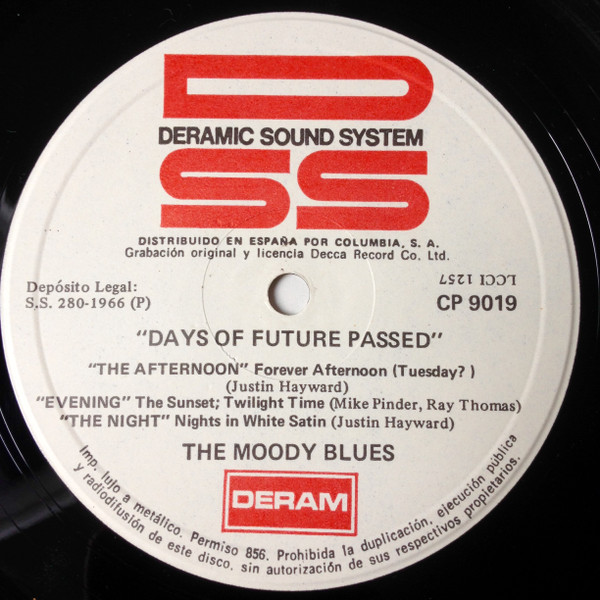 DSS
DERAMIC SOUND SYSTEM
DISTRIBUIDO EN ESPAÑA POR COLUMBIA, S. A.
Grabación original y licencia Decca Record Co. Ltd.
Depósito Legal:
S.S. 280-1966 (P)
LCCI 1257
CP 9019
"DAYS OF FUTURE PASSED"
"THE AFTERNOON" Forever Afternoon (Tuesday? )
(Justin Hayward)
"EVENING" The Sunset; Twilight Time (Mike Pinder, Ray Thomas)
"THE NIGHT" Nights in White Satin (Justin Hayward)
THE MOODY BLUES
DERAM
Imp. lujo a metálico. Permiso 856. Prohibida la duplicación, ejecución pública
y radiodifusión de este disco. sin autorización de sus respectivos propietarios.